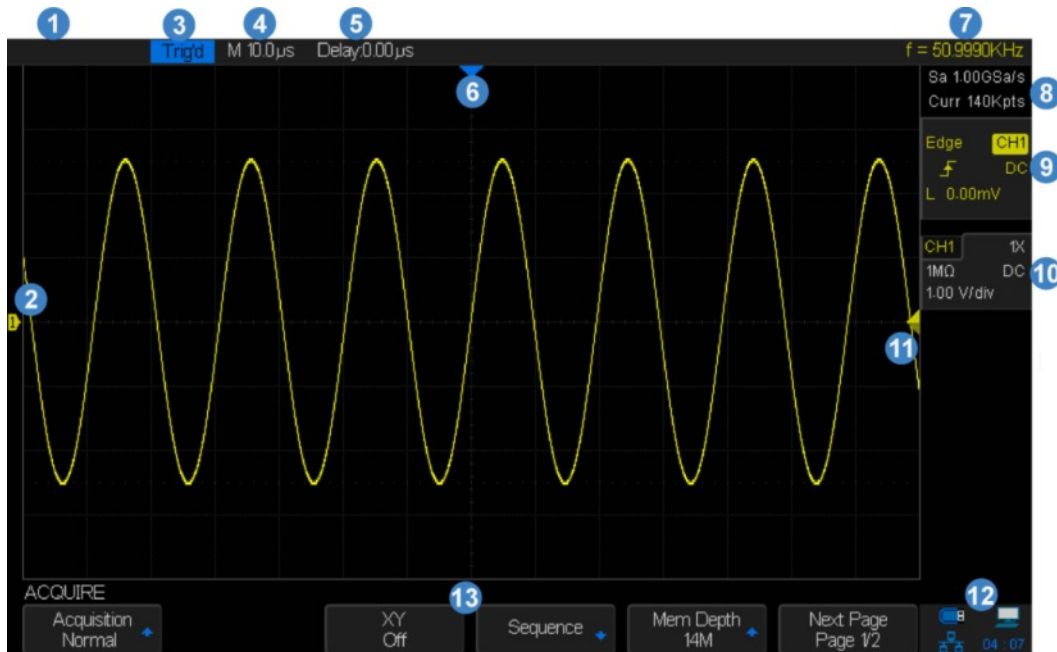 1
3
4
5
7
Trig'd M 10.0µs Delay:0.00µs
f = 50.9990KHz
6
Sa 1.00GSa/s
Curr 140Kpts
8
Edge CH1
DC
9
L 0.00mV
CH1 1X
1MΩ DC
10
1.00 V/div
2
1
11
ACQUIRE
13
12
Acquisition
Normal
XY
Off
Sequence
Mem Depth
14M
Next Page
Page 1/2
04 : 07